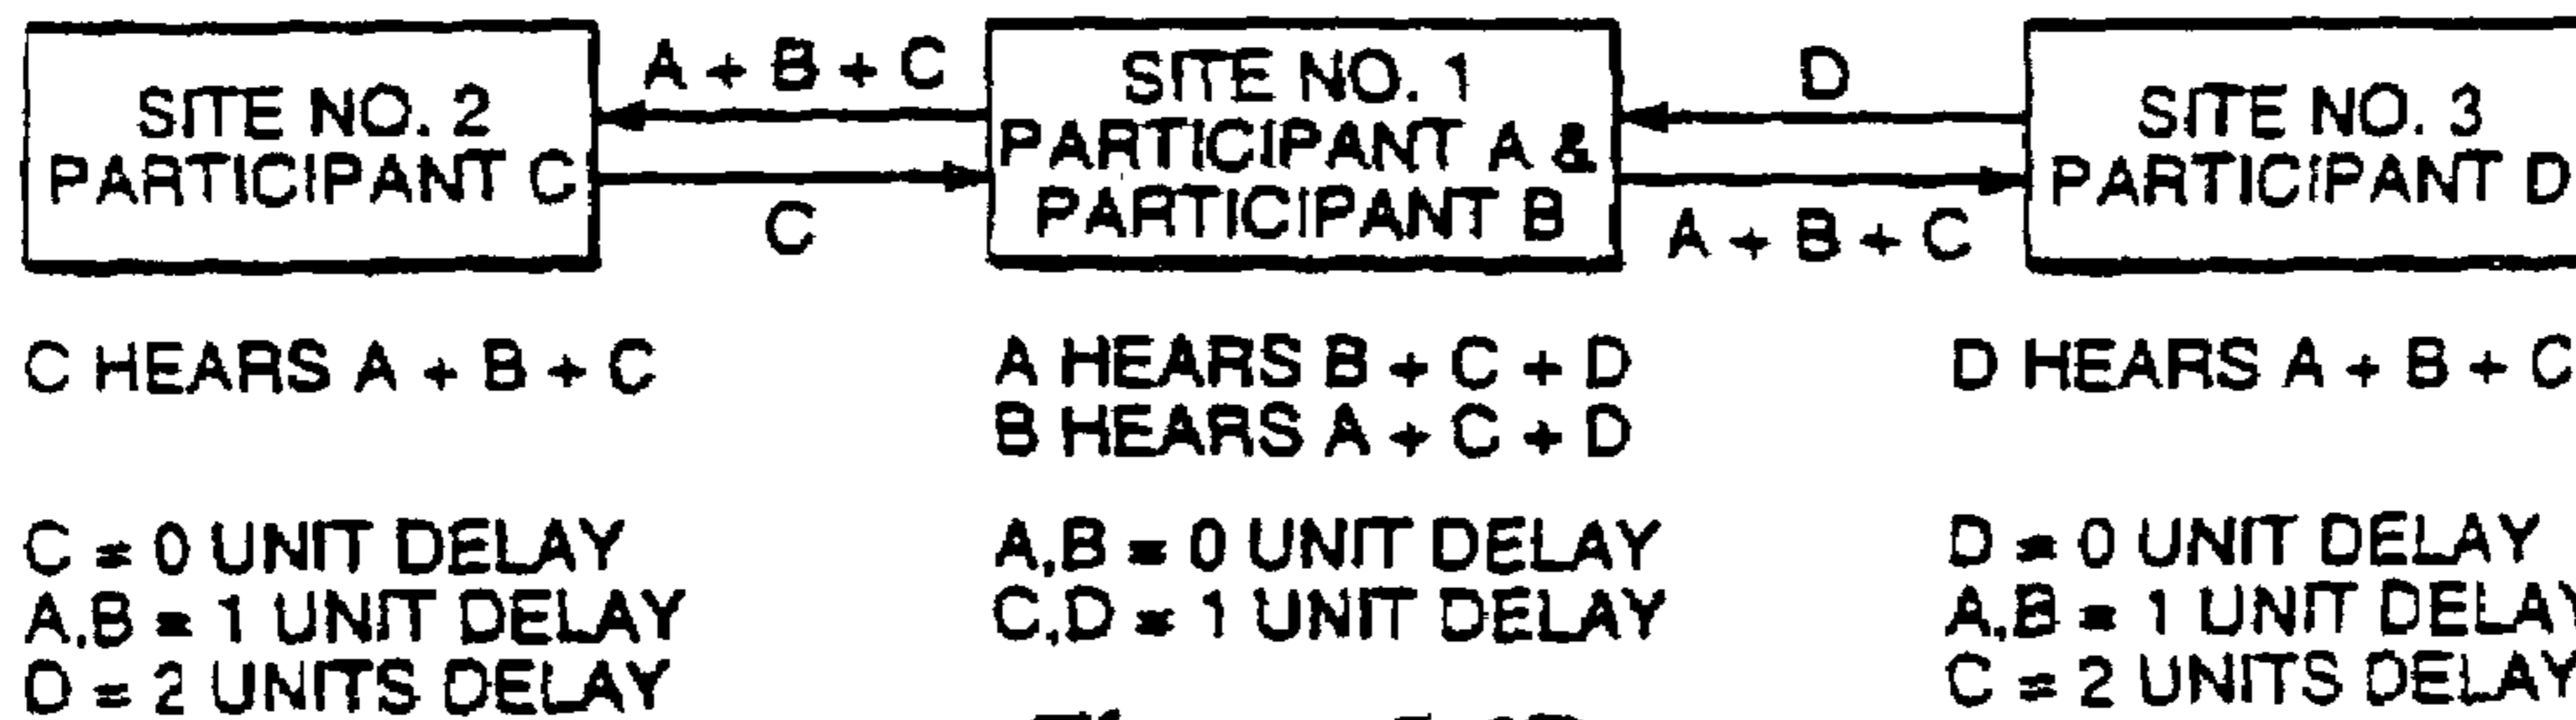 SITE NO. 2
PARTICIPANT C
A + B + C
C
SITE NO. 1
PARTICIPANT A &
PARTICIPANT B
D
A + B + C
SITE NO. 3
PARTICIPANT D
C HEARS A + B + C
A HEARS B + C + D
B HEARS A + C + D
D HEARS A + B + C
C = 0 UNIT DELAY
A,B = 1 UNIT DELAY
D = 2 UNITS DELAY
A,B = 0 UNIT DELAY
C,D = 1 UNIT DELAY
D = 0 UNIT DELAY
A,B = 1 UNIT DELAY
C = 2 UNITS DELAY